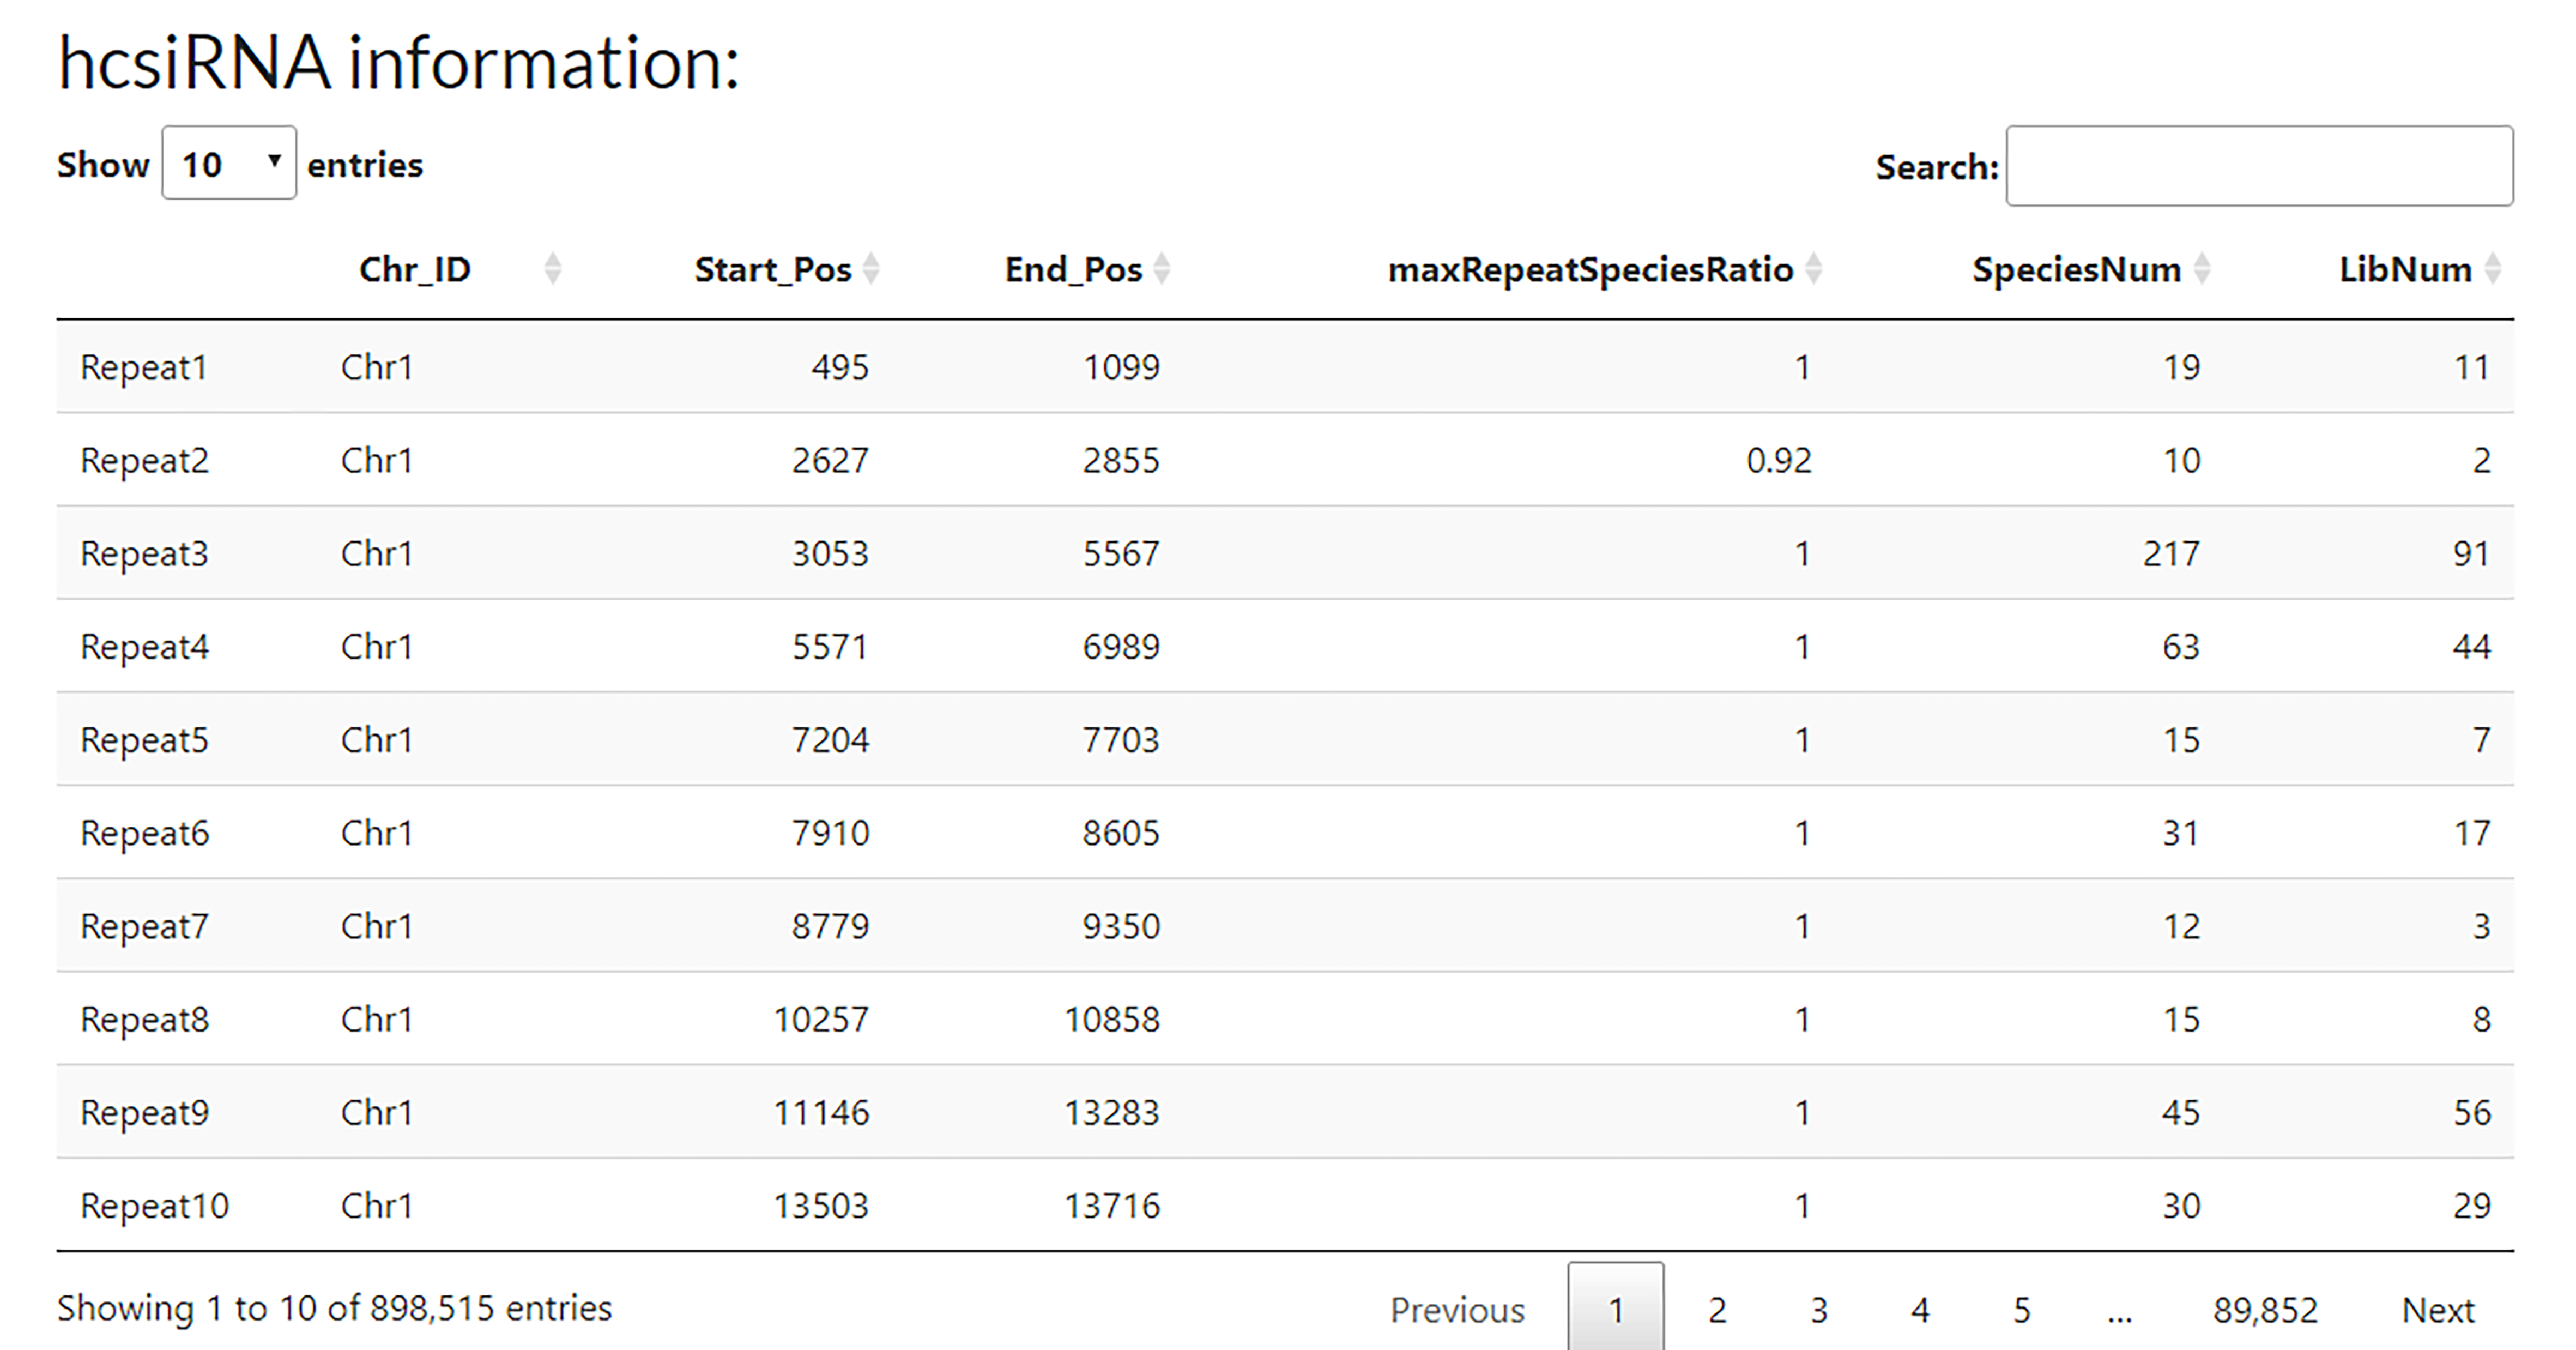 hcsiRNA information:
Show 10 entries Search:
Chr_ID Start_Pos End_Pos maxRepeatSpeciesRatio SpeciesNum LibNum
Repeat1 Chr1 495 1099 1 19 11
Repeat2 Chr1 2627 2855 0.92 10 2
Repeat3 Chr1 3053 5567 1 217 91
Repeat4 Chr1 5571 6989 1 63 44
Repeat5 Chr1 7204 7703 1 15 7
Repeat6 Chr1 7910 8605 1 31 17
Repeat7 Chr1 8779 9350 1 12 3
Repeat8 Chr1 10257 10858 1 15 8
Repeat9 Chr1 11146 13283 1 45 56
Repeat10 Chr1 13503 13716 1 30 29
Showing 1 to 10 of 898,515 entries Previous 1 2 3 4 5 ... 89,852 Next